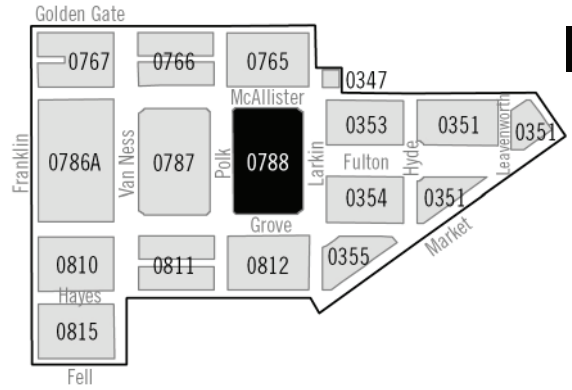 Golden Gate
0767
0766
0765
0347
McAllister
Franklin
0786A
Van Ness
0787
Polk
0788
Larkin
0353
Fulton
0354
Hyde
0351
Leavenworth
0351
0351
Market
Grove
0810
0811
0812
0355
Hayes
0815
Fell